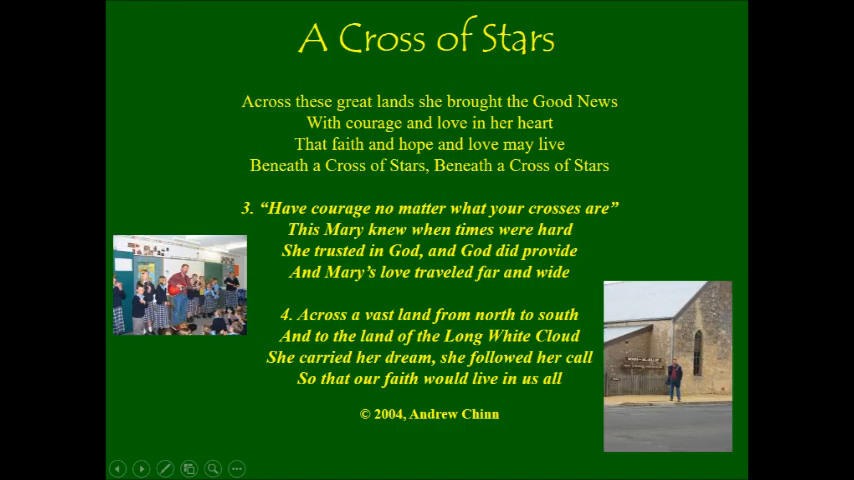 A Cross of Stars
Across these great lands she brought the Good News
With courage and love in her heart
That faith and hope and love may live
Beneath a Cross of Stars, Beneath a Cross of Stars
3. “Have courage no matter what your crosses are”
This Mary knew when times were hard
She trusted in God, and God did provide
And Mary’s love traveled far and wide
4. Across a vast land from north to south
And to the land of the Long White Cloud
She carried her dream, she followed her call
So that our faith would live in us all
© 2004, Andrew Chinn